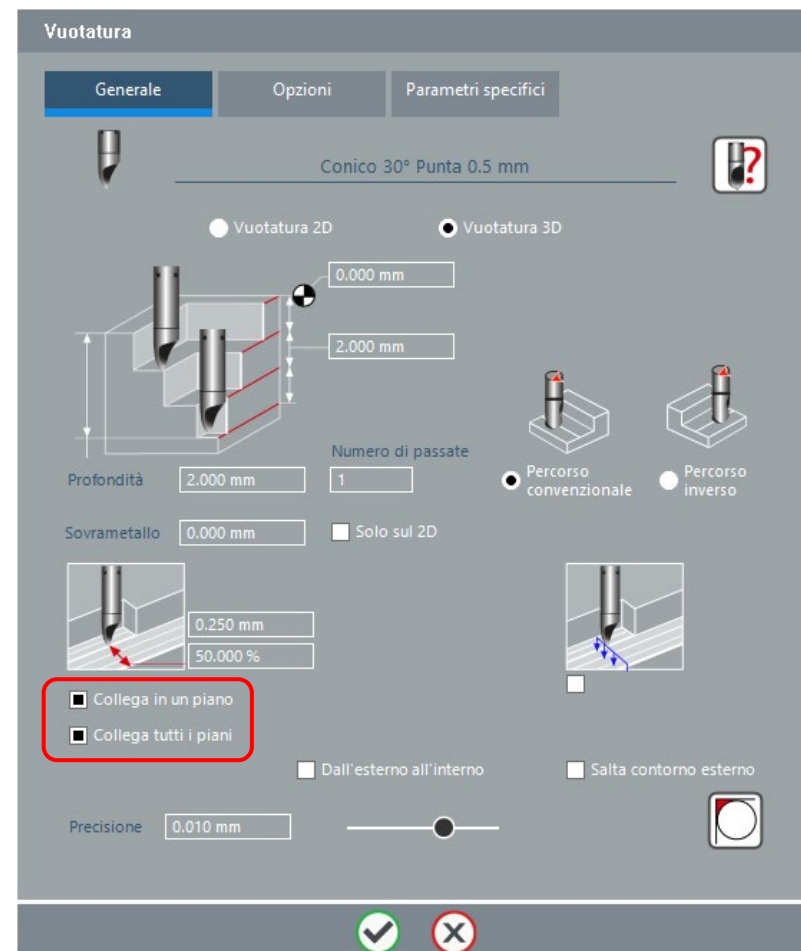 Vuotatura
Generale Opzioni Parametri specifici
Conico 30° Punta 0.5 mm
?
Vuotatura 2D Vuotatura 3D
0.000 mm
2.000 mm
Numero di passate
Profondità 2.000 mm 1
Percorso convenzionale
Percorso inverso
Sovrametallo 0.000 mm Solo sul 2D
0.250 mm
50.000 %
Collega in un piano
Collega tutti i piani
Dall'esterno all'interno Salta contorno esterno
Precisione 0.010 mm